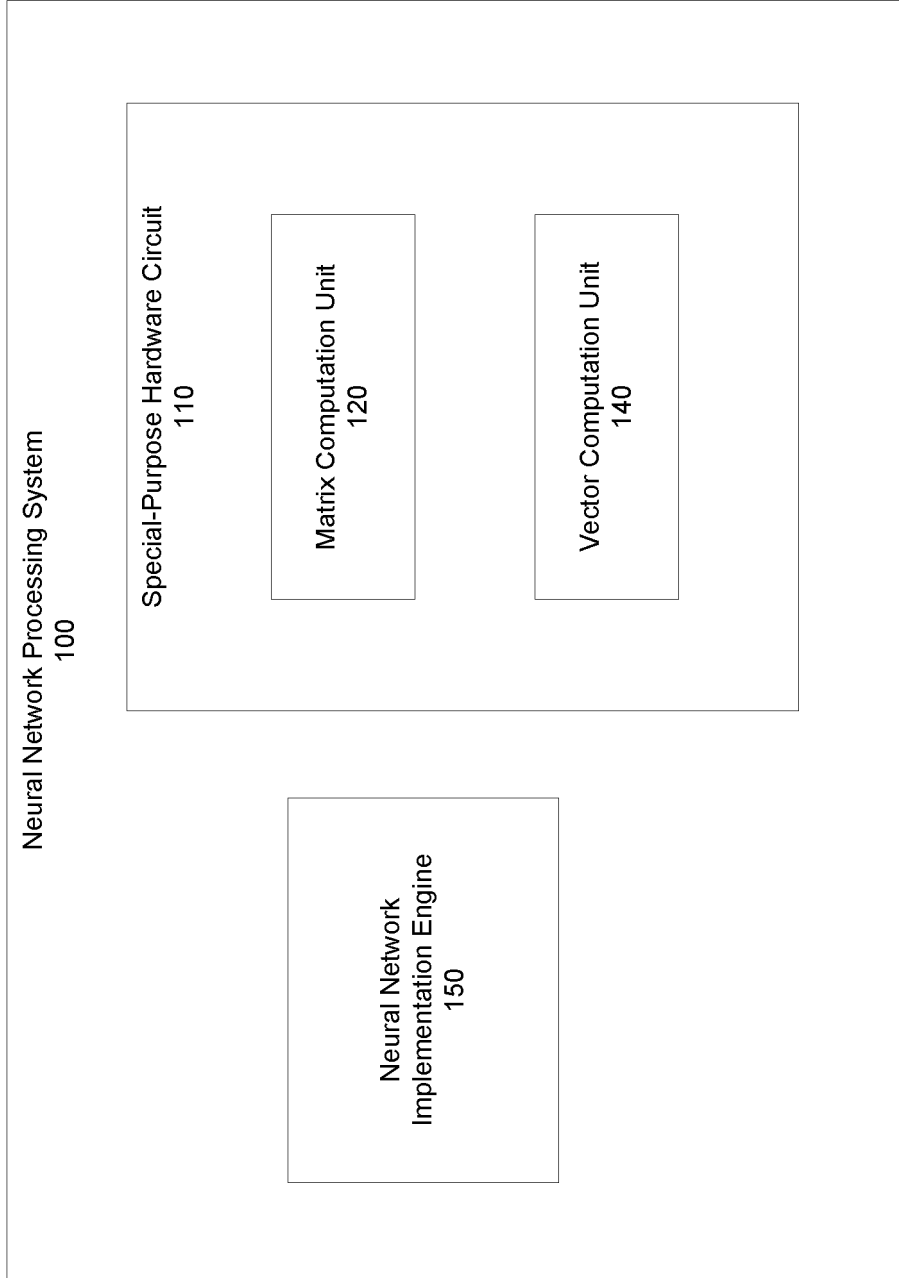 Neural Network Processing System
100
Neural Network
Implementation Engine
150
Special-Purpose Hardware Circuit
110
Matrix Computation Unit
120
Vector Computation Unit
140